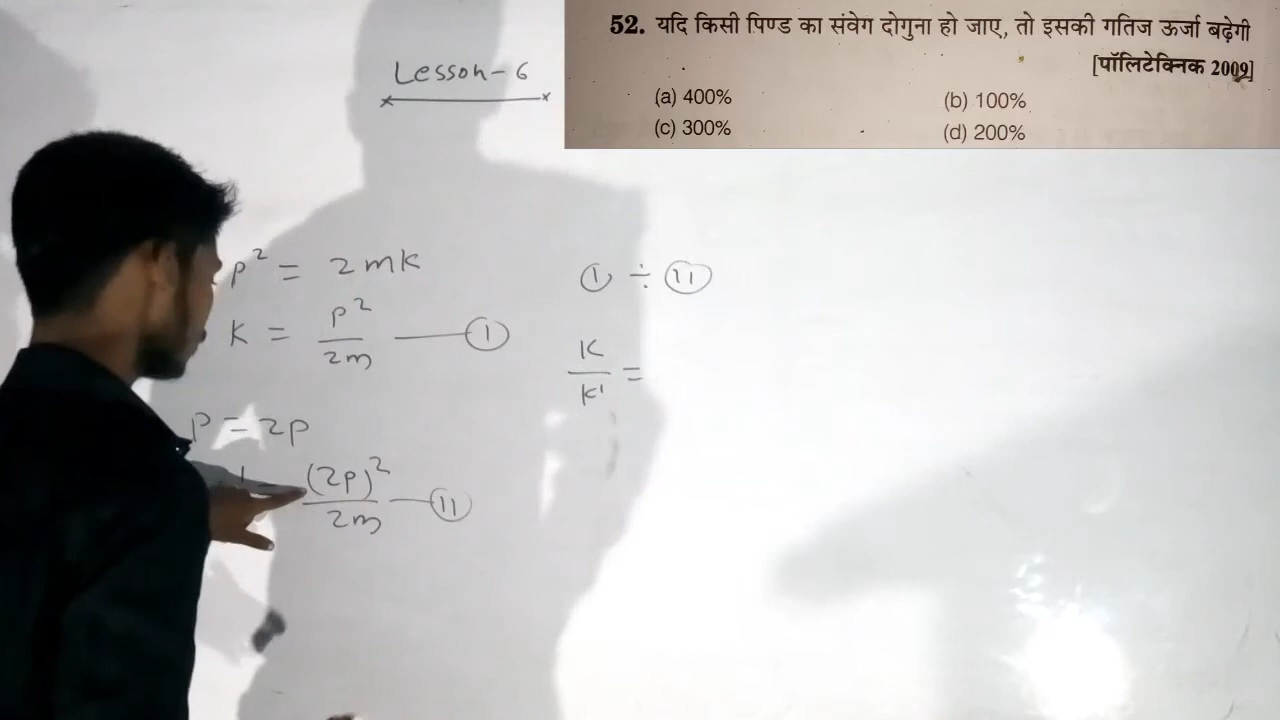 52. यदि किसी पिण्ड का संवेग दोगुना हो जाए, तो इसकी गतिज ऊर्जा बढ़ेगी
[पॉलिटेक्निक 2009]
(a) 400% (b) 100%
(c) 300% (d) 200%
Lesson-6
p² = 2mk
k = p²/2m — (1)
p = 2p
(2p)²/2m — (11)
(1) ÷ (11)
K/K' =